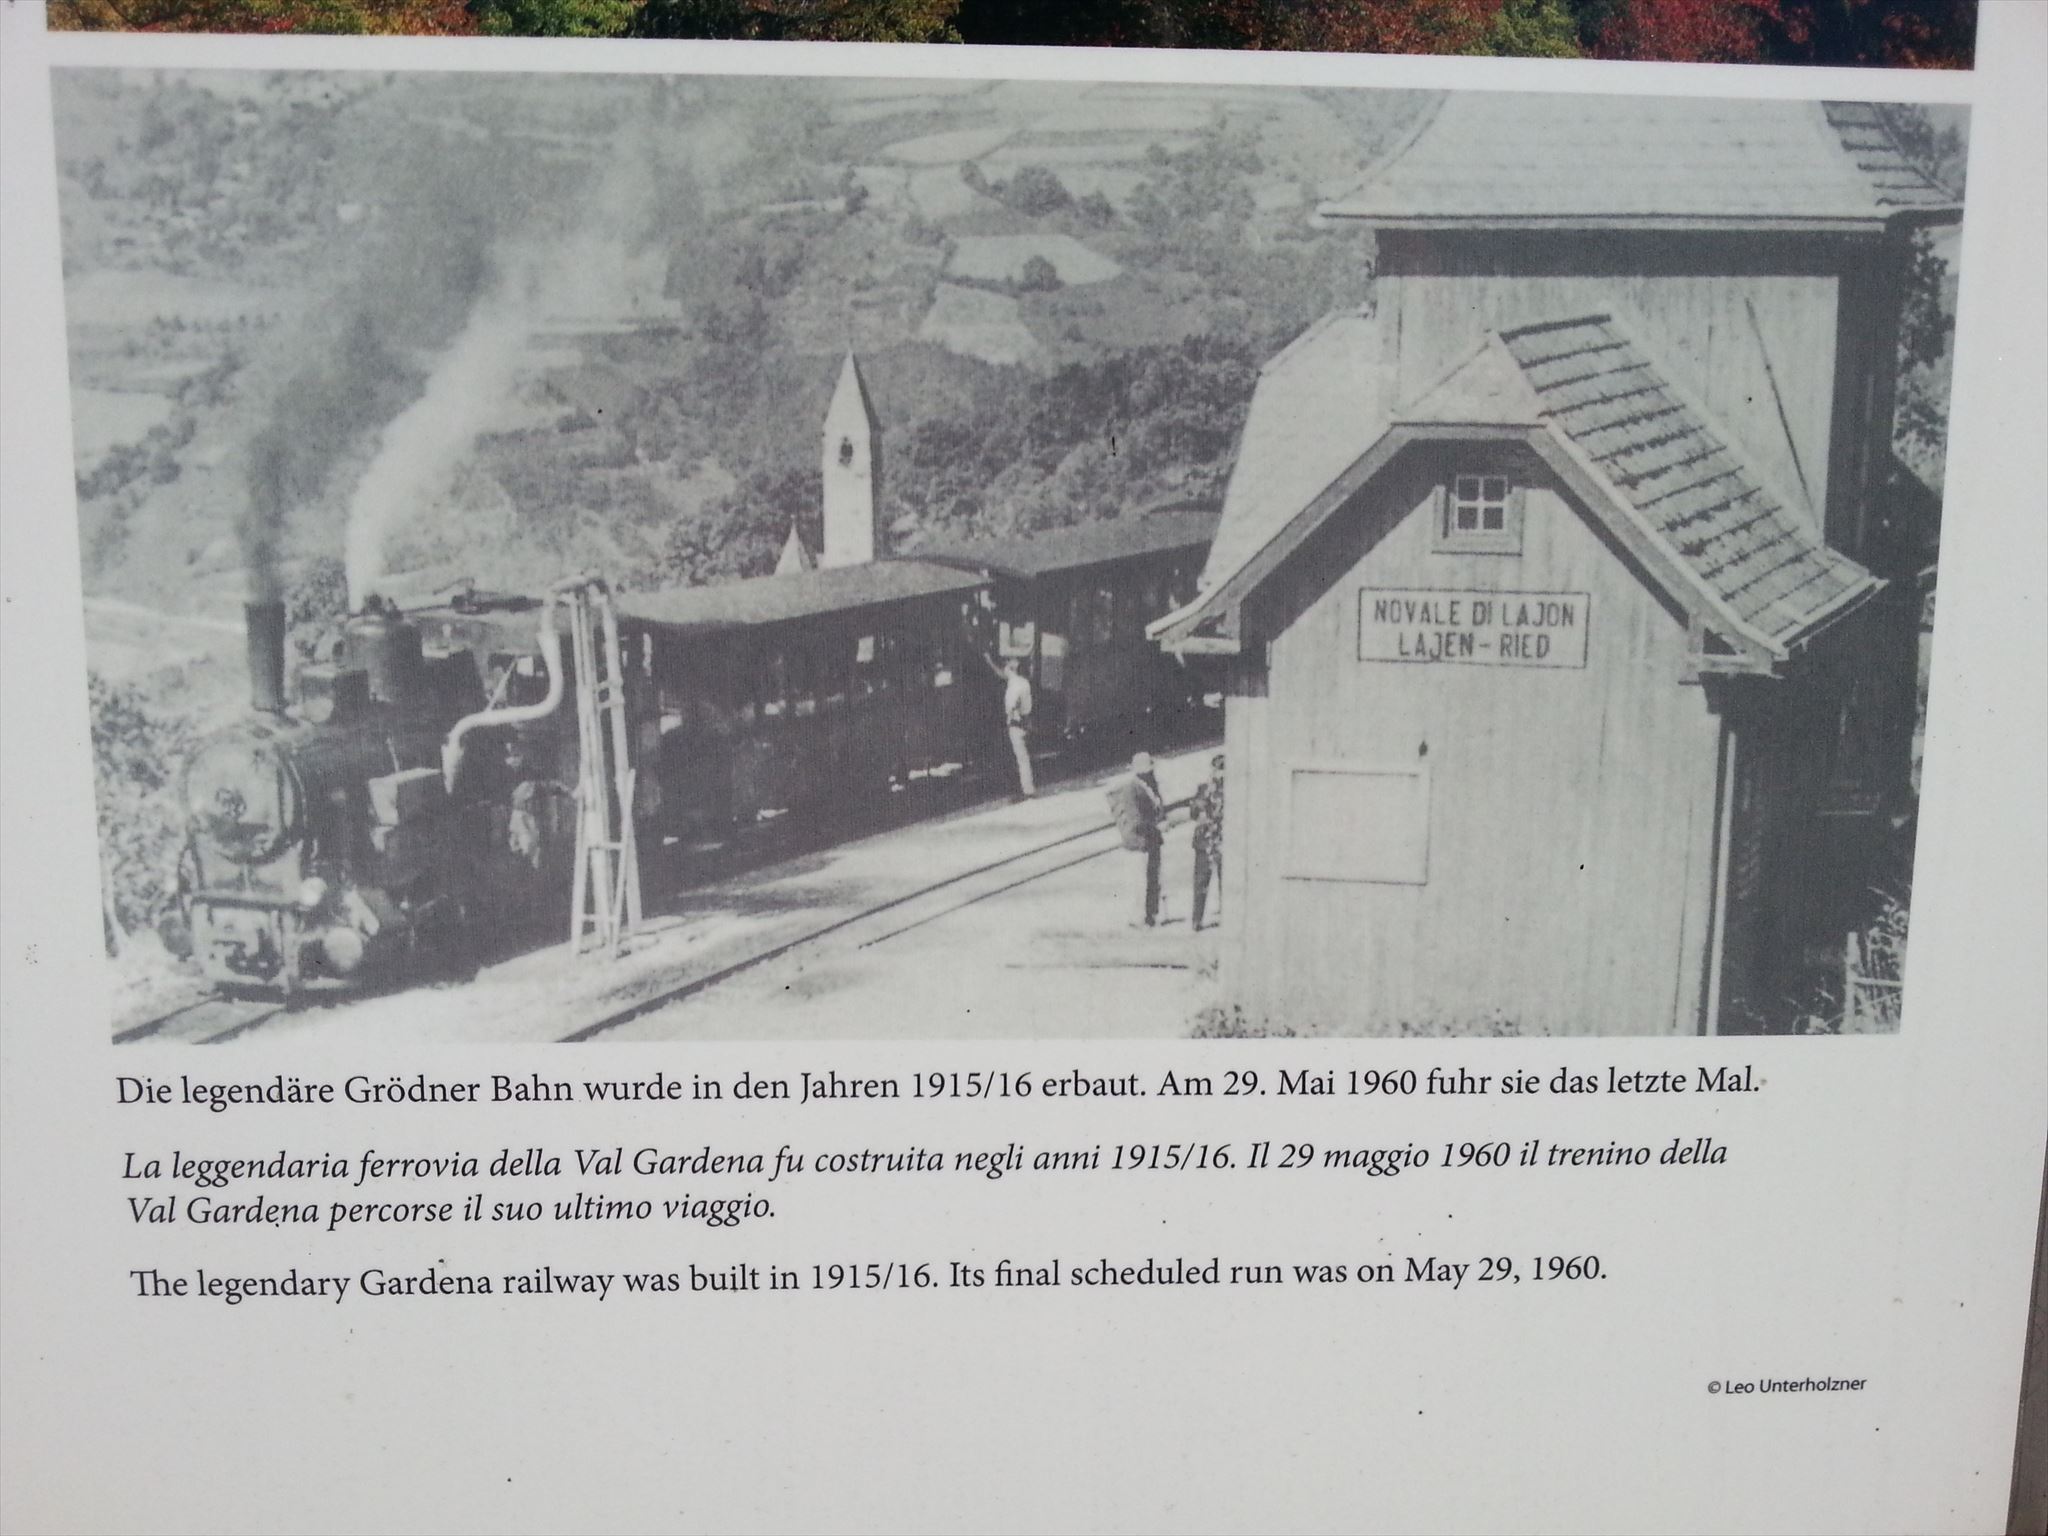 NOVALE DI LAJON
LAJEN - RIED
Die legendäre Grödner Bahn wurde in den Jahren 1915/16 erbaut. Am 29. Mai 1960 fuhr sie das letzte Mal.
La leggendaria ferrovia della Val Gardena fu costruita negli anni 1915/16. Il 29 maggio 1960 il trenino della
Val Gardena percorse il suo ultimo viaggio.
The legendary Gardena railway was built in 1915/16. Its final scheduled run was on May 29, 1960.
© Leo Unterholzner